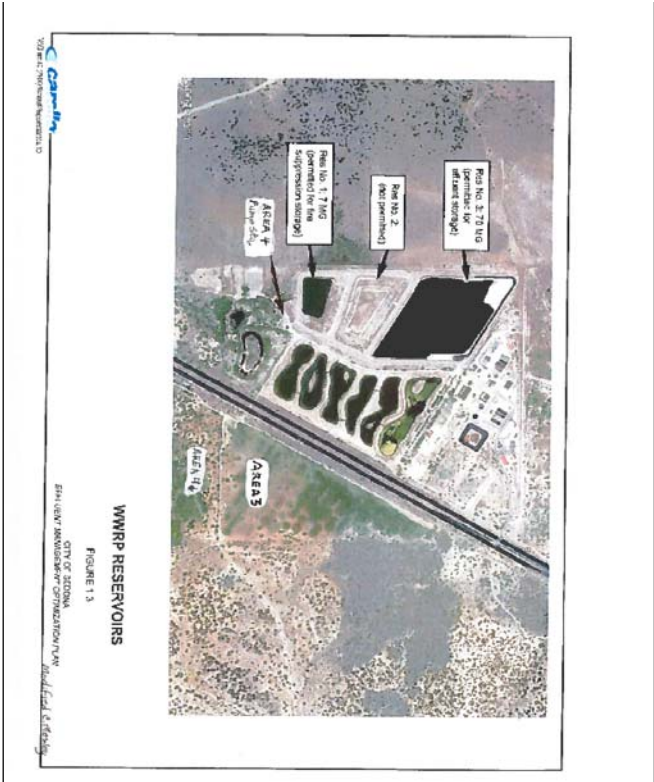 Res No. 3: 70 MG
(permitted for
effluent storage)
Res No. 2:
(not permitted)
Res No. 1: 7 MG
(permitted for fire
suppression storage)
AREA 4
Pump Sta.
AREA 3
AREA 4b
WWRP RESERVOIRS
FIGURE 1.3
CITY OF SEDONA
EFFLUENT MANAGEMENT OPTIMIZATION PLAN
carollo